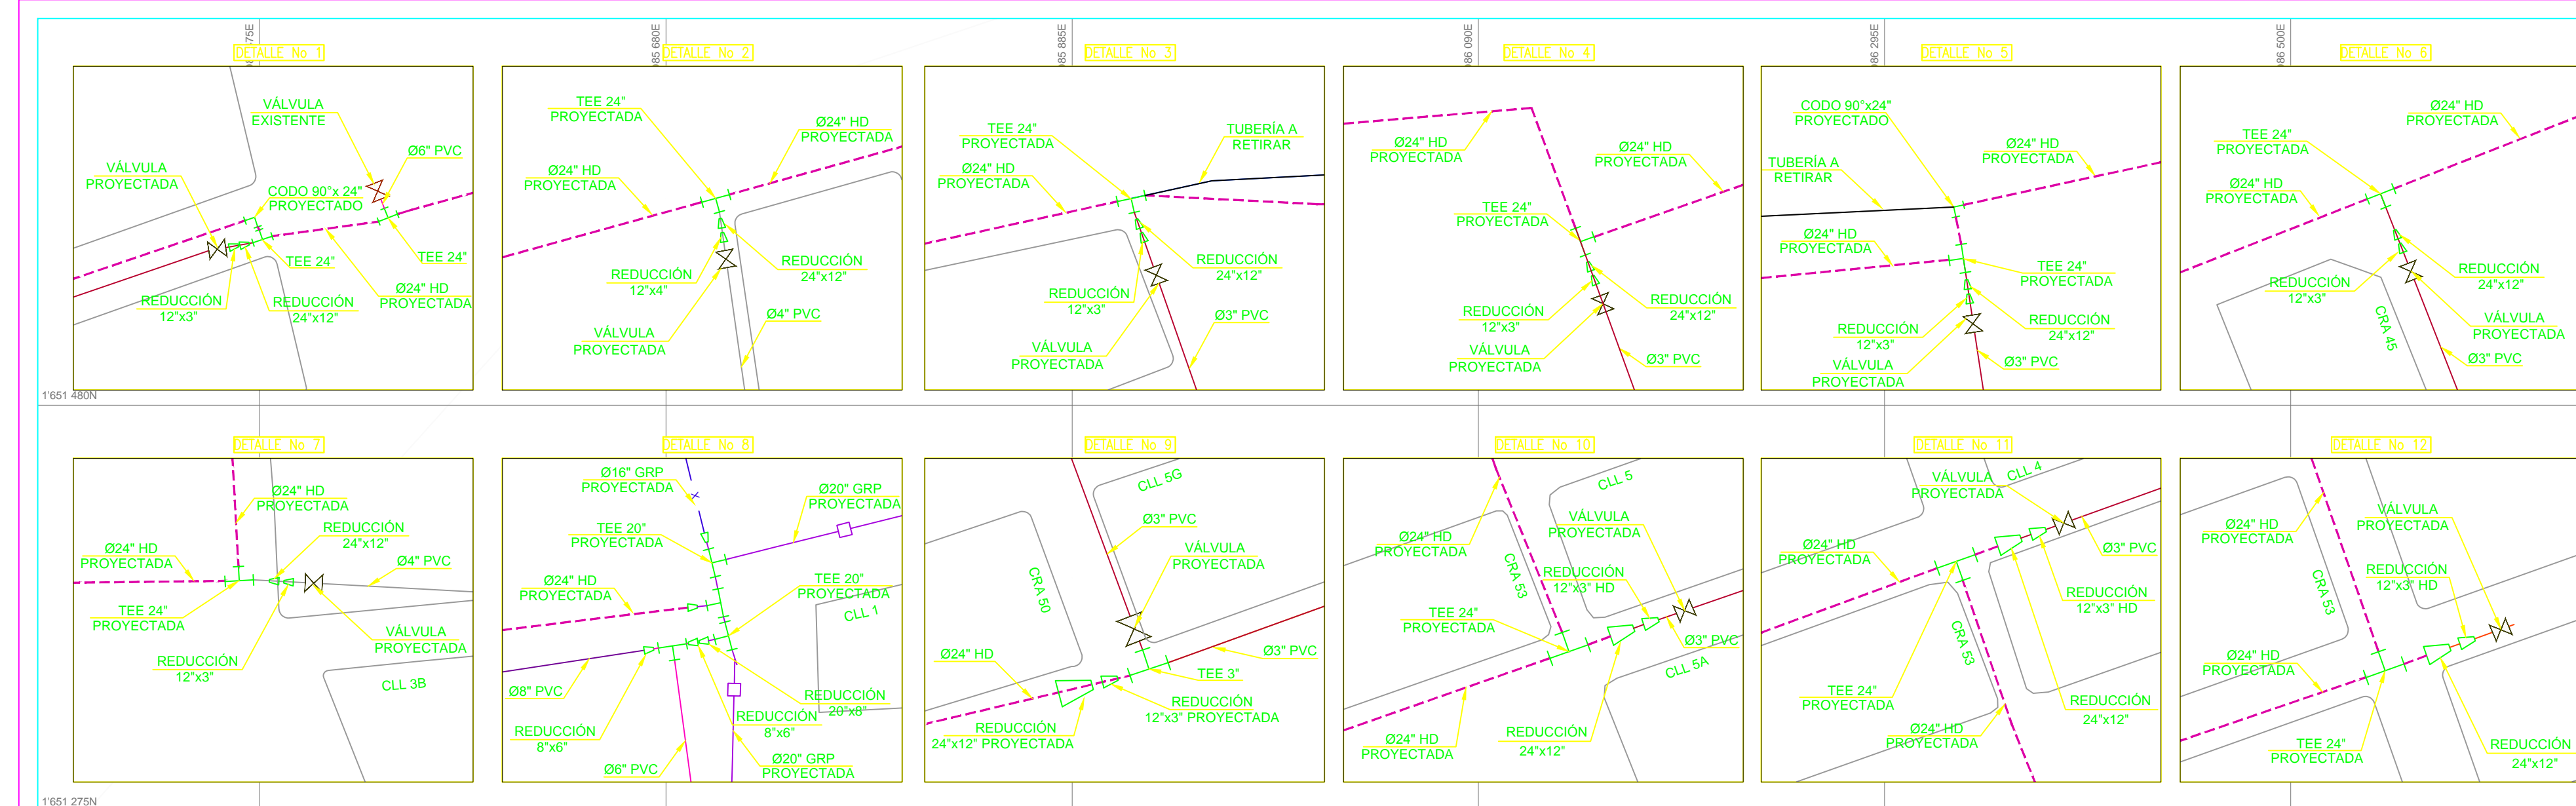 DETALLE No 1
DETALLE No 2
985 680E
DETALLE No 3
985 885E
DETALLE No 4
986 090E
DETALLE No 5
986 295E
DETALLE No 6
986 500E
VÁLVULA
EXISTENTE
VÁLVULA
PROYECTADA
Ø6" PVC
CODO 90°x 24"
PROYECTADO
TEE 24"
TEE 24"
Ø24" HD
PROYECTADA
REDUCCIÓN
12"x3"
REDUCCIÓN
24"x12"
TEE 24"
PROYECTADA
Ø24" HD
PROYECTADA
Ø24" HD
PROYECTADA
REDUCCIÓN
12"x4"
REDUCCIÓN
24"x12"
VÁLVULA
PROYECTADA
Ø4" PVC
TEE 24"
PROYECTADA
TUBERÍA A
RETIRAR
Ø24" HD
PROYECTADA
REDUCCIÓN
24"x12"
REDUCCIÓN
12"x3"
VÁLVULA
PROYECTADA
Ø3" PVC
Ø24" HD
PROYECTADA
Ø24" HD
PROYECTADA
TEE 24"
PROYECTADA
REDUCCIÓN
12"x3"
REDUCCIÓN
24"x12"
VÁLVULA
PROYECTADA
Ø3" PVC
CODO 90°x24"
PROYECTADO
Ø24" HD
PROYECTADA
TUBERÍA A
RETIRAR
Ø24" HD
PROYECTADA
TEE 24"
PROYECTADA
REDUCCIÓN
12"x3"
REDUCCIÓN
24"x12"
VÁLVULA
PROYECTADA
Ø3" PVC
Ø24" HD
PROYECTADA
TEE 24"
PROYECTADA
Ø24" HD
PROYECTADA
REDUCCIÓN
12"x3"
REDUCCIÓN
24"x12"
VÁLVULA
PROYECTADA
CRA 45
Ø3" PVC
1'651 480N
DETALLE No 7
DETALLE No 8
DETALLE No 9
DETALLE No 10
DETALLE No 11
DETALLE No 12
Ø24" HD
PROYECTADA
REDUCCIÓN
24"x12"
Ø24" HD
PROYECTADA
Ø4" PVC
TEE 24"
PROYECTADA
VÁLVULA
PROYECTADA
REDUCCIÓN
12"x3"
CLL 3B
Ø16" GRP
PROYECTADA
Ø20" GRP
PROYECTADA
TEE 20"
PROYECTADA
Ø24" HD
PROYECTADA
TEE 20"
PROYECTADA
CLL 1
Ø8" PVC
REDUCCIÓN
20"x8"
REDUCCIÓN
8"x6"
REDUCCIÓN
8"x6"
Ø6" PVC
Ø20" GRP
PROYECTADA
CLL 5G
Ø3" PVC
VÁLVULA
PROYECTADA
CRA 50
Ø24" HD
Ø3" PVC
TEE 3"
REDUCCIÓN
12"x3" PROYECTADA
REDUCCIÓN
24"x12" PROYECTADA
CLL 5
VÁLVULA
PROYECTADA
Ø24" HD
PROYECTADA
CRA 53
REDUCCIÓN
12"x3" HD
TEE 24"
PROYECTADA
Ø3" PVC
CLL 5A
Ø24" HD
PROYECTADA
REDUCCIÓN
24"x12"
CLL 4
VÁLVULA
PROYECTADA
Ø24" HD
PROYECTADA
Ø3" PVC
REDUCCIÓN
12"x3" HD
CRA 53
TEE 24"
PROYECTADA
REDUCCIÓN
24"x12"
Ø24" HD
PROYECTADA
Ø24" HD
PROYECTADA
VÁLVULA
PROYECTADA
REDUCCIÓN
12"x3" HD
CRA 53
Ø24" HD
PROYECTADA
TEE 24"
PROYECTADA
REDUCCIÓN
24"x12"
1'651 275N